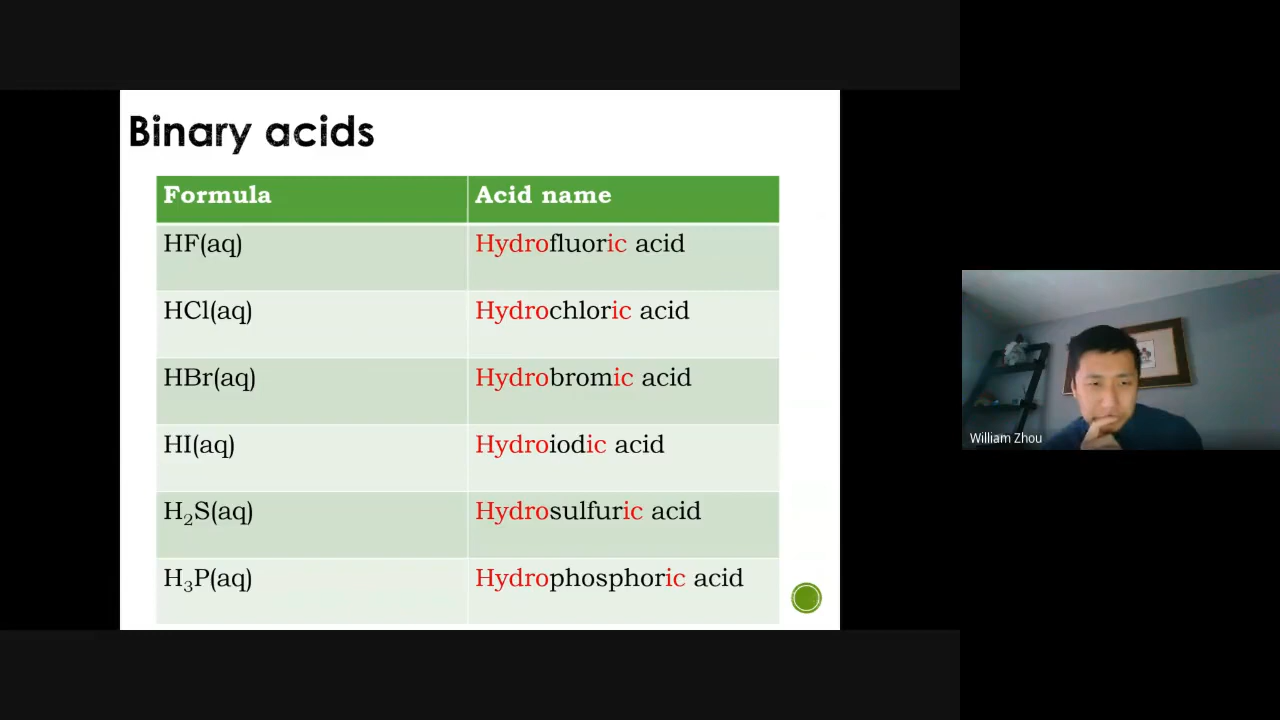 Binary acids
Formula Acid name
HF(aq) Hydrofluoric acid
HCl(aq) Hydrochloric acid
HBr(aq) Hydrobromic acid
HI(aq) Hydroiodic acid
H₂S(aq) Hydrosulfuric acid
H₃P(aq) Hydrophosphoric acid
William Zhou